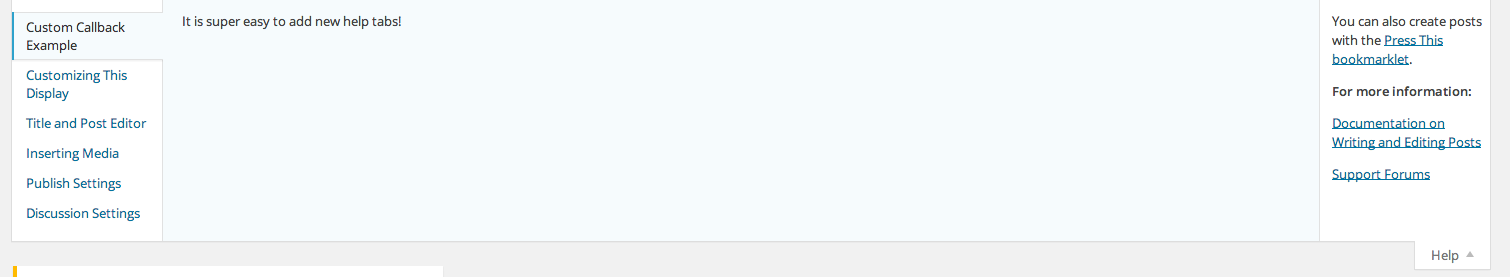 Custom Callback
Example
Customizing This
Display
Title and Post Editor
Inserting Media
Publish Settings
Discussion Settings
It is super easy to add new help tabs!
You can also create posts
with the Press This
bookmarklet.
For more information:
Documentation on
Writing and Editing Posts
Support Forums
Help